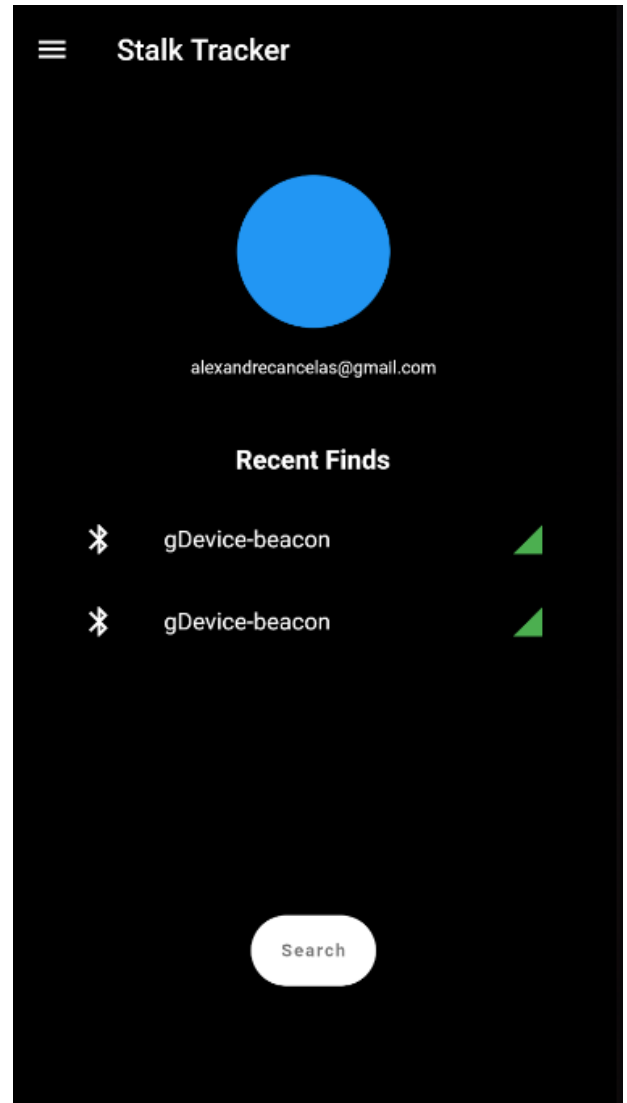 Stalk Tracker
alexandrecancelas@gmail.com
Recent Finds
gDevice-beacon
gDevice-beacon
Search